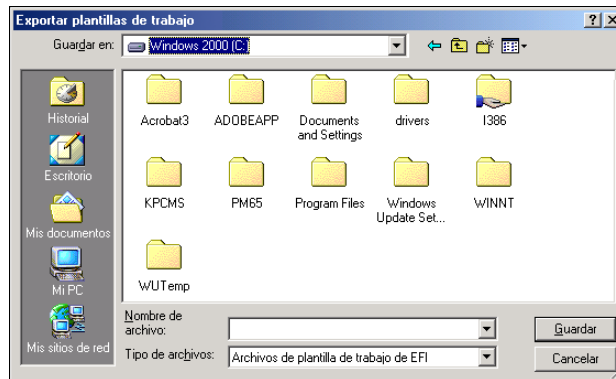 Exportar plantillas de trabajo
Guardar en:
Windows 2000 (C:)
Historial
Escritorio
Mis documentos
Mi PC
Mis sitios de red
Acrobat3
ADOBEAPP
Documents
and Settings
drivers
I386
KPCMS
PM65
Program Files
Windows
Update Set...
WINNT
WUTemp
Nombre de
archivo:
Guardar
Tipo de archivos:
Archivos de plantilla de trabajo de EFI
Cancelar